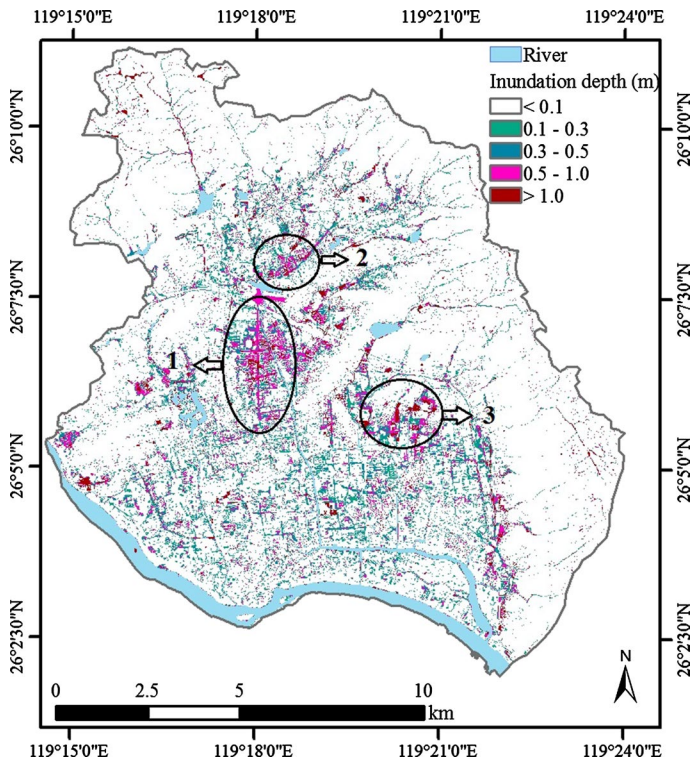 119°15'0"E 119°18'0"E 119°21'0"E 119°24'0"E
River
Inundation depth (m)
< 0.1
0.1 - 0.3
0.3 - 0.5
0.5 - 1.0
> 1.0
26°10'0"N 26°10'0"N
2
26°7'30"N 26°7'30"N
1
3
26°5'0"N 26°5'0"N
26°2'30"N 26°2'30"N
N
0 2.5 5 10
km
119°15'0"E 119°18'0"E 119°21'0"E 119°24'0"E